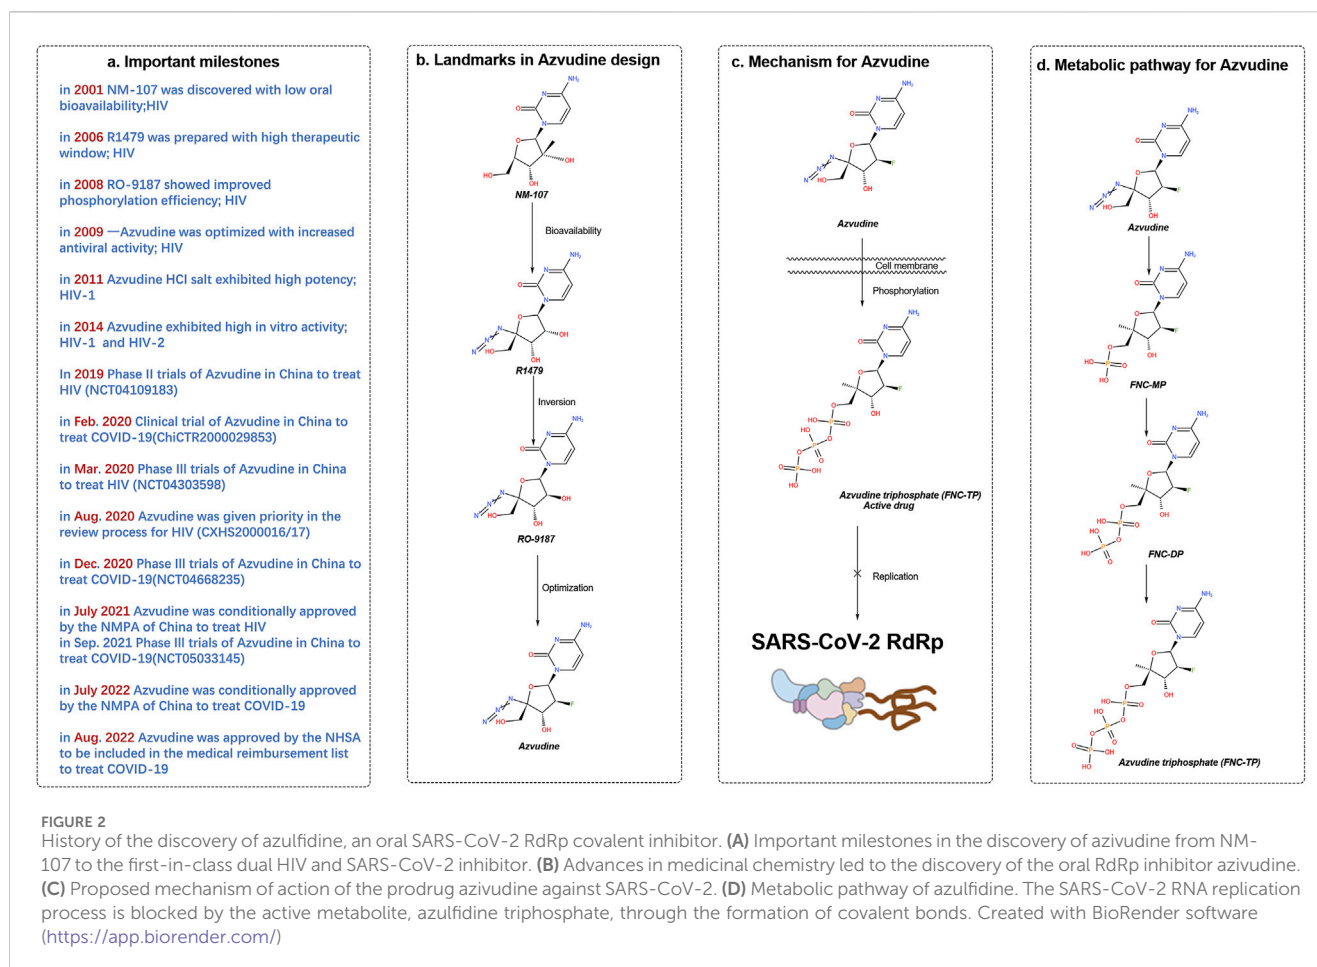 a. Important milestones
in 2001 NM-107 was discovered with low oral
bioavailability;HIV
in 2006 R1479 was prepared with high therapeutic
window; HIV
in 2008 RO-9187 showed improved
phosphorylation efficiency; HIV
in 2009 —Azvudine was optimized with increased
antiviral activity; HIV
in 2011 Azvudine HCl salt exhibited high potency;
HIV-1
in 2014 Azvudine exhibited high in vitro activity;
HIV-1 and HIV-2
In 2019 Phase II trials of Azvudine in China to treat
HIV (NCT04109183)
in Feb. 2020 Clinical trial of Azvudine in China to
treat COVID-19(ChiCTR2000029853)
in Mar. 2020 Phase III trials of Azvudine in China
to treat HIV (NCT04303598)
in Aug. 2020 Azvudine was given priority in the
review process for HIV (CXHS2000016/17)
in Dec. 2020 Phase III trials of Azvudine in China to
treat COVID-19(NCT04668235)
in July 2021 Azvudine was conditionally approved
by the NMPA of China to treat HIV
in Sep. 2021 Phase III trials of Azvudine in China to
treat COVID-19(NCT05033145)
in July 2022 Azvudine was conditionally approved
by the NMPA of China to treat COVID-19
in Aug. 2022 Azvudine was approved by the NHSA
to be included in the medical reimbursement list
to treat COVID-19
b. Landmarks in Azvudine design
NM-107
Bioavailability
R1479
Inversion
RO-9187
Optimization
Azvudine
c. Mechanism for Azvudine
Azvudine
Cell membrane
Phosphorylation
Azvudine triphosphate (FNC-TP)
Active drug
Replication
SARS-CoV-2 RdRp
d. Metabolic pathway for Azvudine
Azvudine
FNC-MP
FNC-DP
Azvudine triphosphate (FNC-TP)
FIGURE 2
History of the discovery of azulfidine, an oral SARS-CoV-2 RdRp covalent inhibitor. (A) Important milestones in the discovery of azivudine from NM-
107 to the first-in-class dual HIV and SARS-CoV-2 inhibitor. (B) Advances in medicinal chemistry led to the discovery of the oral RdRp inhibitor azivudine.
(C) Proposed mechanism of action of the prodrug azivudine against SARS-CoV-2. (D) Metabolic pathway of azulfidine. The SARS-CoV-2 RNA replication
process is blocked by the active metabolite, azulfidine triphosphate, through the formation of covalent bonds. Created with BioRender software
(https://app.biorender.com/)